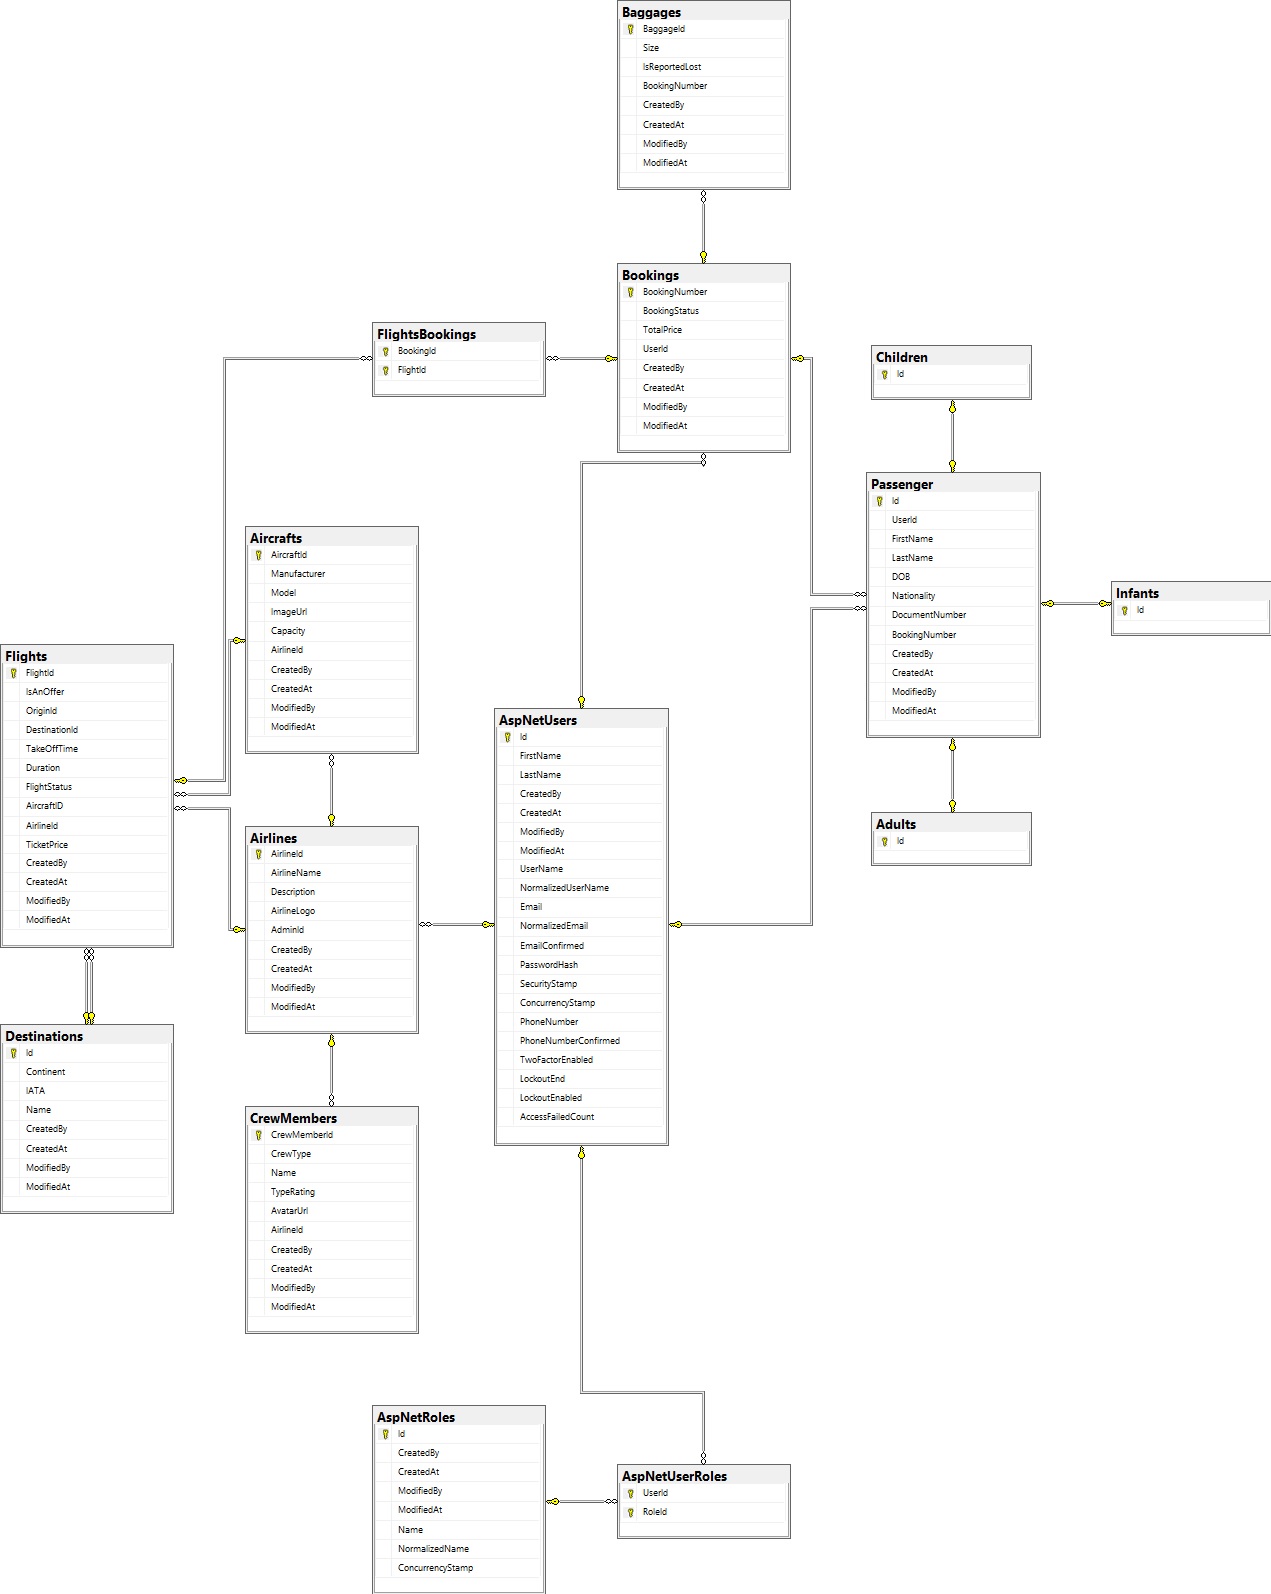 Baggages
BaggageId
Size
IsReportedLost
BookingNumber
CreatedBy
CreatedAt
ModifiedBy
ModifiedAt
Bookings
BookingNumber
BookingStatus
TotalPrice
UserId
CreatedBy
CreatedAt
ModifiedBy
ModifiedAt
FlightsBookings
BookingId
FlightId
Children
Id
Passenger
Id
UserId
FirstName
LastName
DOB
Nationality
DocumentNumber
BookingNumber
CreatedBy
CreatedAt
ModifiedBy
ModifiedAt
Infants
Id
Adults
Id
Aircrafts
AircraftId
Manufacturer
Model
ImageUrl
Capacity
AirlineId
CreatedBy
CreatedAt
ModifiedBy
ModifiedAt
Flights
FlightId
IsAnOffer
OriginId
DestinationId
TakeOffTime
Duration
FlightStatus
AircraftID
AirlineId
TicketPrice
CreatedBy
CreatedAt
ModifiedBy
ModifiedAt
Airlines
AirlineId
AirlineName
Description
AirlineLogo
AdminId
CreatedBy
CreatedAt
ModifiedBy
ModifiedAt
AspNetUsers
Id
FirstName
LastName
CreatedBy
CreatedAt
ModifiedBy
ModifiedAt
UserName
NormalizedUserName
Email
NormalizedEmail
EmailConfirmed
PasswordHash
SecurityStamp
ConcurrencyStamp
PhoneNumber
PhoneNumberConfirmed
TwoFactorEnabled
LockoutEnd
LockoutEnabled
AccessFailedCount
Destinations
Id
Continent
IATA
Name
CreatedBy
CreatedAt
ModifiedBy
ModifiedAt
CrewMembers
CrewMemberId
CrewType
Name
TypeRating
AvatarUrl
AirlineId
CreatedBy
CreatedAt
ModifiedBy
ModifiedAt
AspNetRoles
Id
CreatedBy
CreatedAt
ModifiedBy
ModifiedAt
Name
NormalizedName
ConcurrencyStamp
AspNetUserRoles
UserId
RoleId